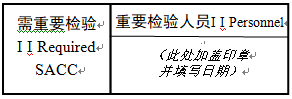 需重要检验
I I Required
SACC
重要检验人员I I Personnel
(此处加盖印章
并填写日期)